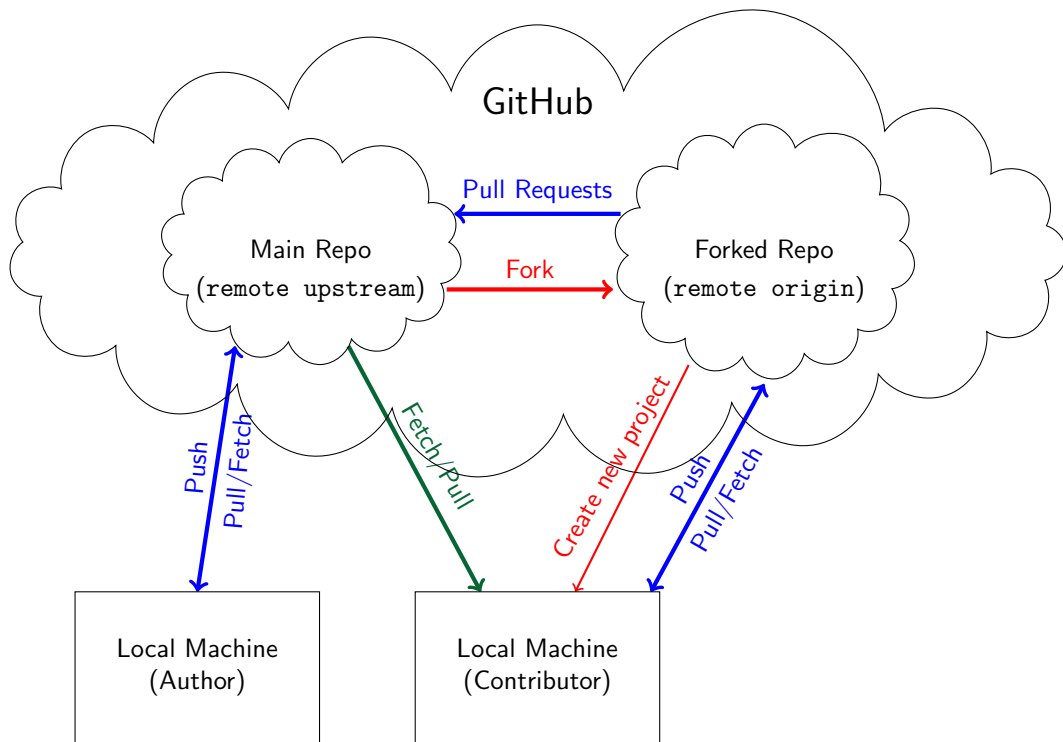 GitHub
Pull Requests
Main Repo
(remote upstream)
Fork
Forked Repo
(remote origin)
Push
Pull/Fetch
Fetch/Pull
Create new project
Push
Pull/Fetch
Local Machine
(Author)
Local Machine
(Contributor)